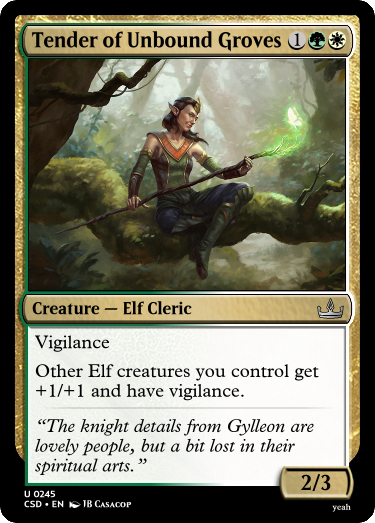 Tender of Unbound Groves 1
Creature — Elf Cleric
Vigilance
Other Elf creatures you control get
+1/+1 and have vigilance.
“The knight details from Gylleon are
lovely people, but a bit lost in their
spiritual arts.”
2/3
U 0245
CSD • EN JB Casacop
yeah